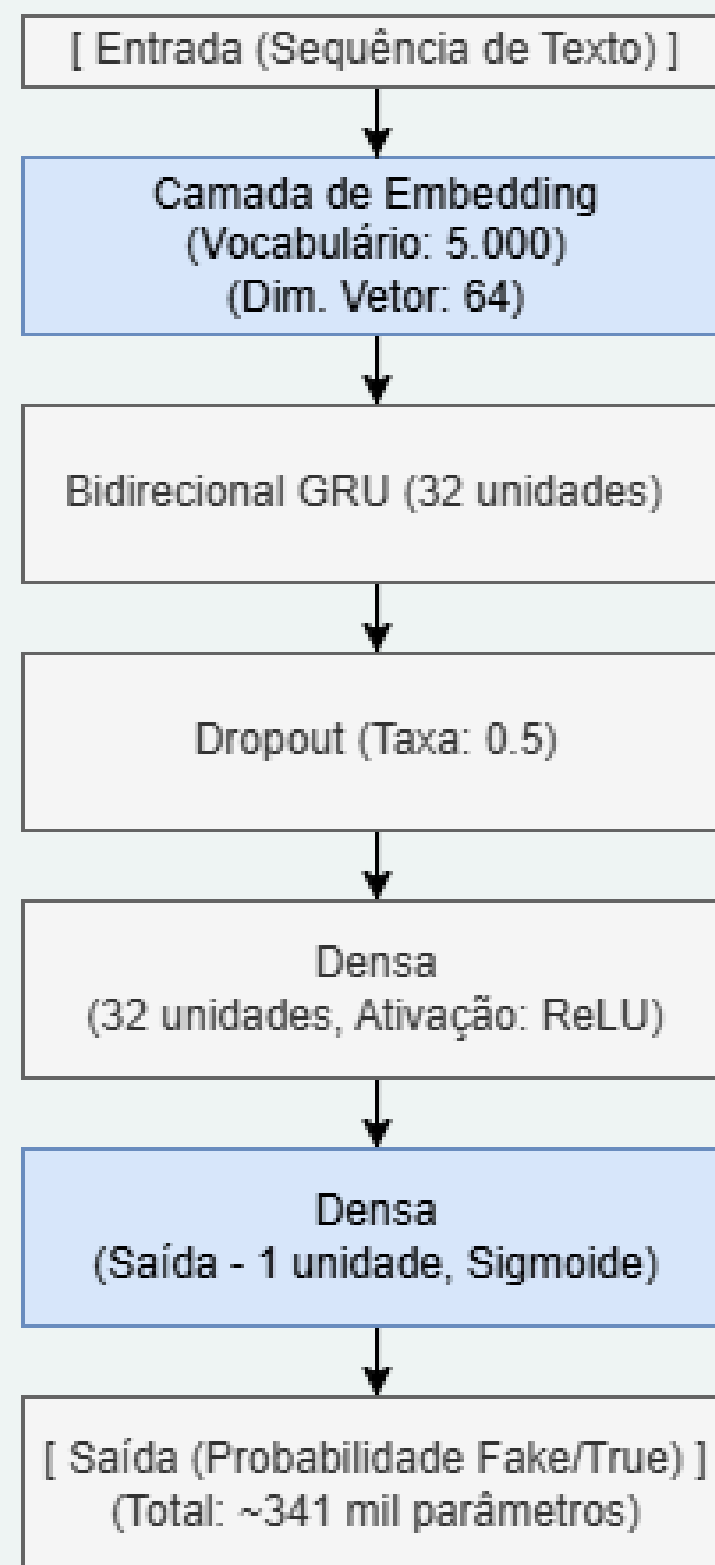 [ Entrada (Sequência de Texto) ]
Camada de Embedding
(Vocabulário: 5.000)
(Dim. Vetor: 64)
Bidirecional GRU (32 unidades)
Dropout (Taxa: 0.5)
Densa
(32 unidades, Ativação: ReLU)
Densa
(Saída - 1 unidade, Sigmoide)
[ Saída (Probabilidade Fake/True) ]
(Total: ~341 mil parâmetros)